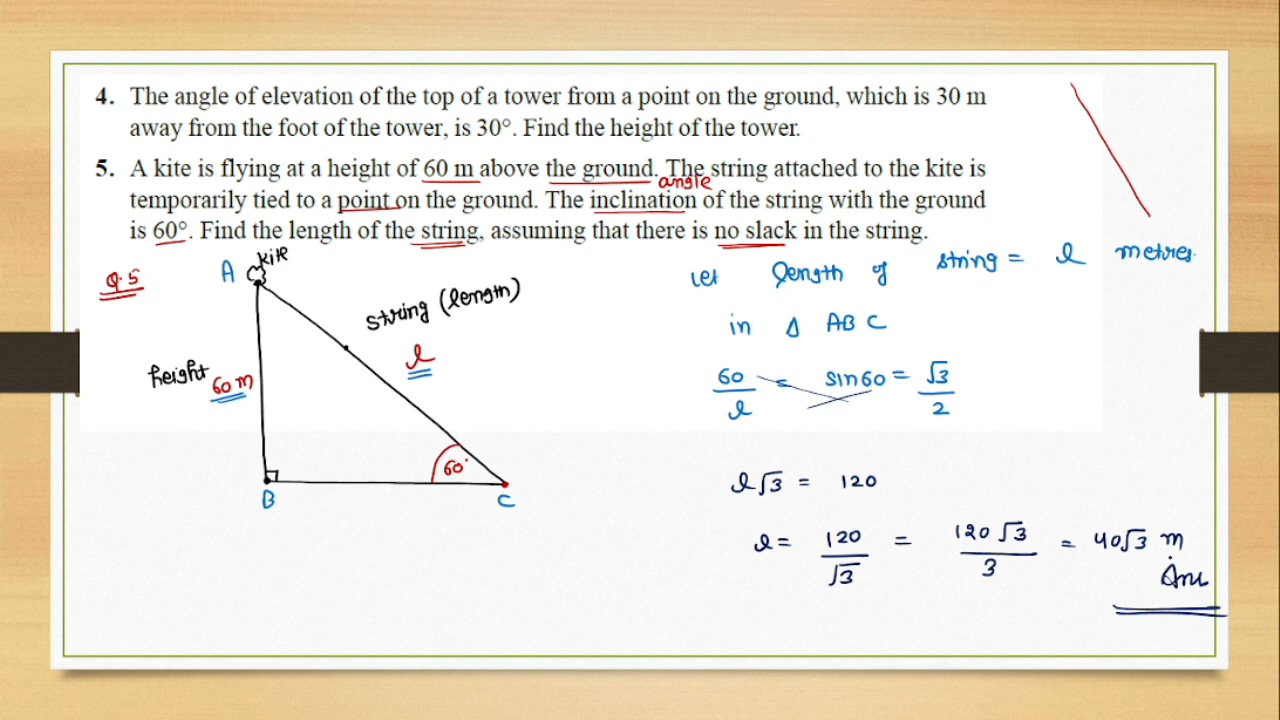 4. The angle of elevation of the top of a tower from a point on the ground, which is 30 m
away from the foot of the tower, is 30°. Find the height of the tower.
5. A kite is flying at a height of 60 m above the ground. The string attached to the kite is
angle
temporarily tied to a point on the ground. The inclination of the string with the ground
is 60°. Find the length of the string, assuming that there is no slack in the string.
Q.5
A
kite
string (length)
l
height
60 m
60°
B
C
Let length of string = l metres.
in Δ ABC
60/l = sin60 = √3/2
l√3 = 120
l = 120/√3 = 120√3/3 = 40√3 m
Ans